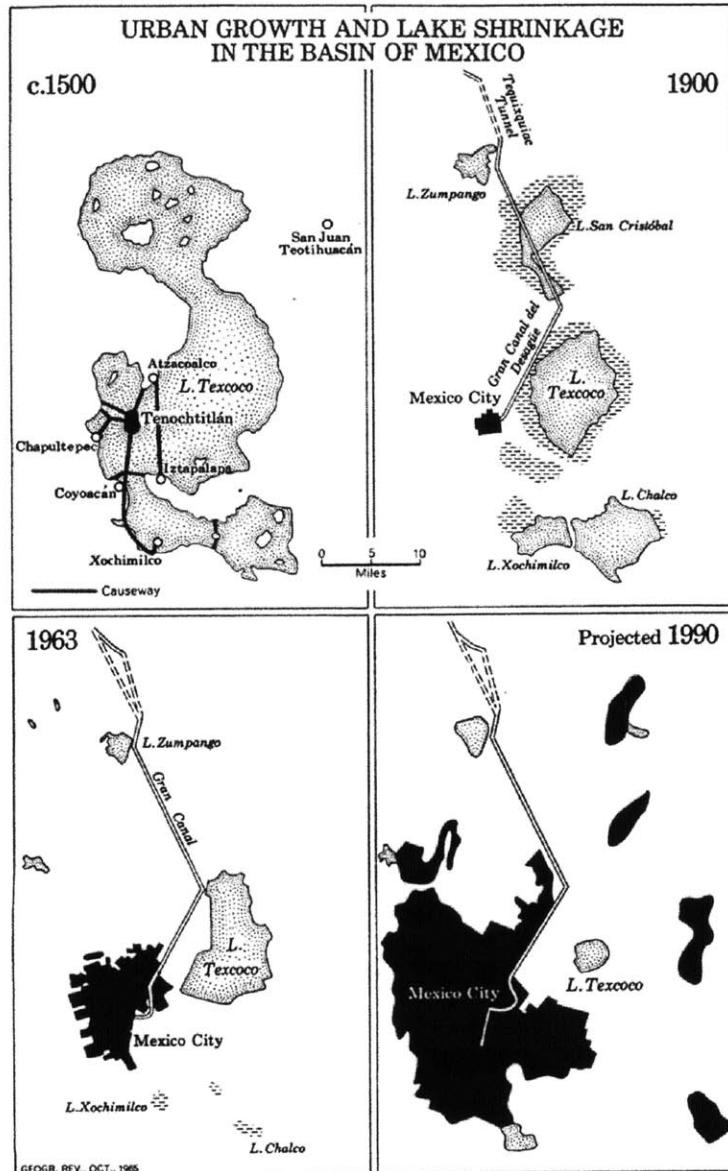 URBAN GROWTH AND LAKE SHRINKAGE
IN THE BASIN OF MEXICO
c.1500
San Juan
Teotihuacán
Atzacoalco
L. Texcoco
Tenochtitlán
Chapultepec
Iztapalapa
Coyoacán
Xochimilco
Causeway
0 5 10
Miles
1900
Tequixquiac
Tunnel
L. Zumpango
L. San Cristóbal
Gran Canal del
Desagüe
L.
Texcoco
Mexico City
L. Chalco
L. Xochimilco
1963
L. Zumpango
Gran Canal
L.
Texcoco
Mexico City
L. Xochimilco
L. Chalco
GEOGR. REV., OCT., 1965
Projected 1990
Mexico City
L. Texcoco